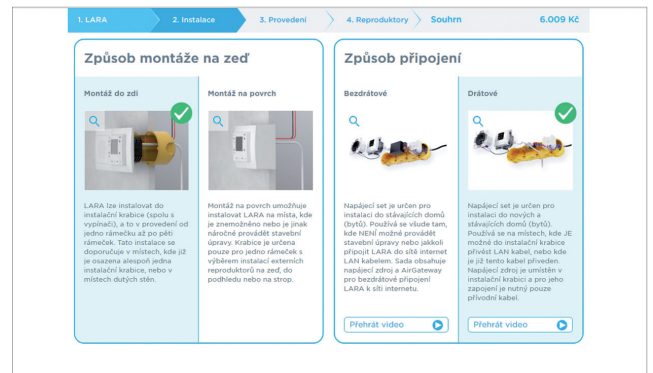 1. LARA
2. Instalace
3. Provedení
4. Reproduktory
Souhrn
6.009 Kč
Způsob montáže na zeď
Montáž do zdi
LARA lze instalovat do
instalační krabice (spolu s
vypínači), a to v provedení od
jedno rámečku až po pěti
rámeček. Tato instalace se
doporučuje v místech, kde již
je osazena alespoň jedna
instalační krabice, nebo v
místech dutých stěn.
Montáž na povrch
Montáž na povrch umožňuje
instalovat LARA na místa, kde
je znemožněno nebo je jinak
náročné provádět stavební
úpravy. Krabice je určena
pouze pro jedno rámeček s
výběrem instalací externích
reproduktorů na zeď, do
podhledu nebo na strop.
Způsob připojení
Bezdrátové
Napájecí set je určen pro
instalaci do stávajících domů
(bytů). Používá se všude tam,
kde NENÍ možné provádět
stavební úpravy nebo jakkoli
připojit LARA do sítě internet
LAN kabelem. Sada obsahuje
napájecí zdroj a AirGateway
pro bezdrátové připojení
LARA k síti internetu.
Přehrát video
Drátové
Napájecí set je určen pro
instalaci do nových a
stávajících domů (bytů).
Používá se na místech, kde JE
možné do instalační krabice
přivést LAN kabel, nebo kde
je již tento kabel přiveden.
Napájecí zdroj je umístěn v
instalační krabici a pro jeho
zapojení je nutný pouze
přívodní kabel.
Přehrát video